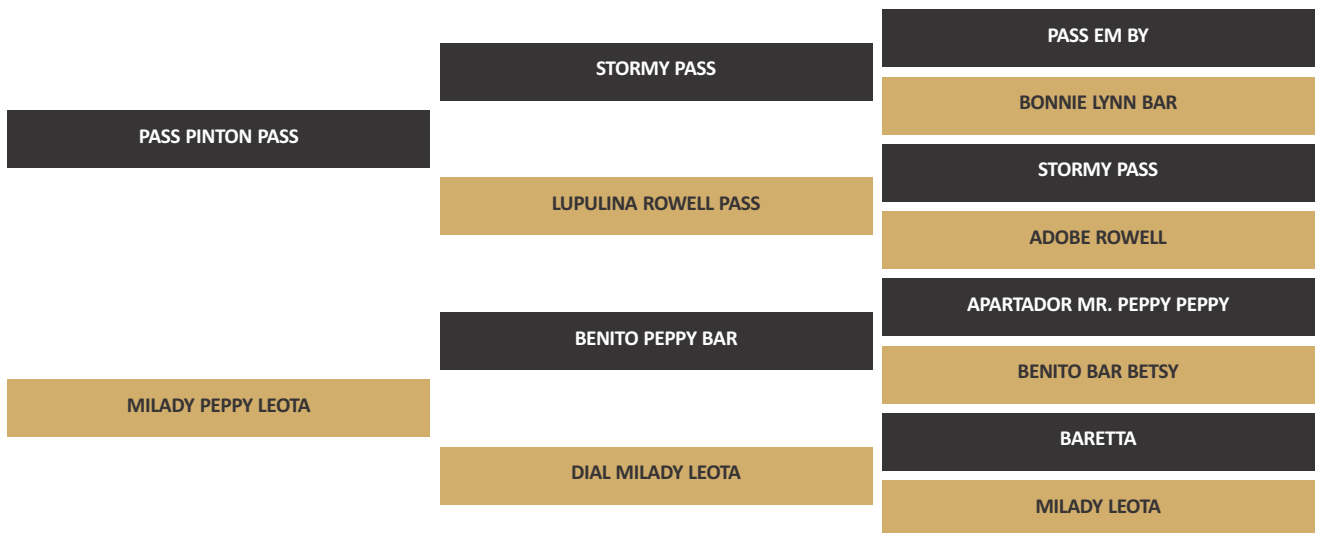 PASS PINTON PASS
MILADY PEPPY LEOTA
STORMY PASS
LUPULINA ROWELL PASS
BENITO PEPPY BAR
DIAL MILADY LEOTA
PASS EM BY
BONNIE LYNN BAR
STORMY PASS
ADOBE ROWELL
APARTADOR MR. PEPPY PEPPY
BENITO BAR BETSY
BARETTA
MILADY LEOTA